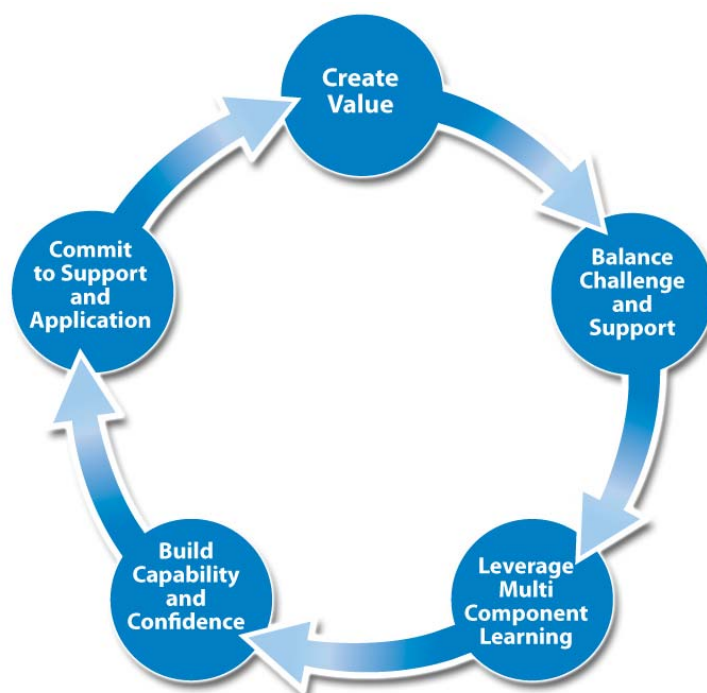 Create
Value
Balance
Challenge
and
Support
Leverage
Multi
Component
Learning
Build
Capability
and
Confidence
Commit
to Support
and
Application